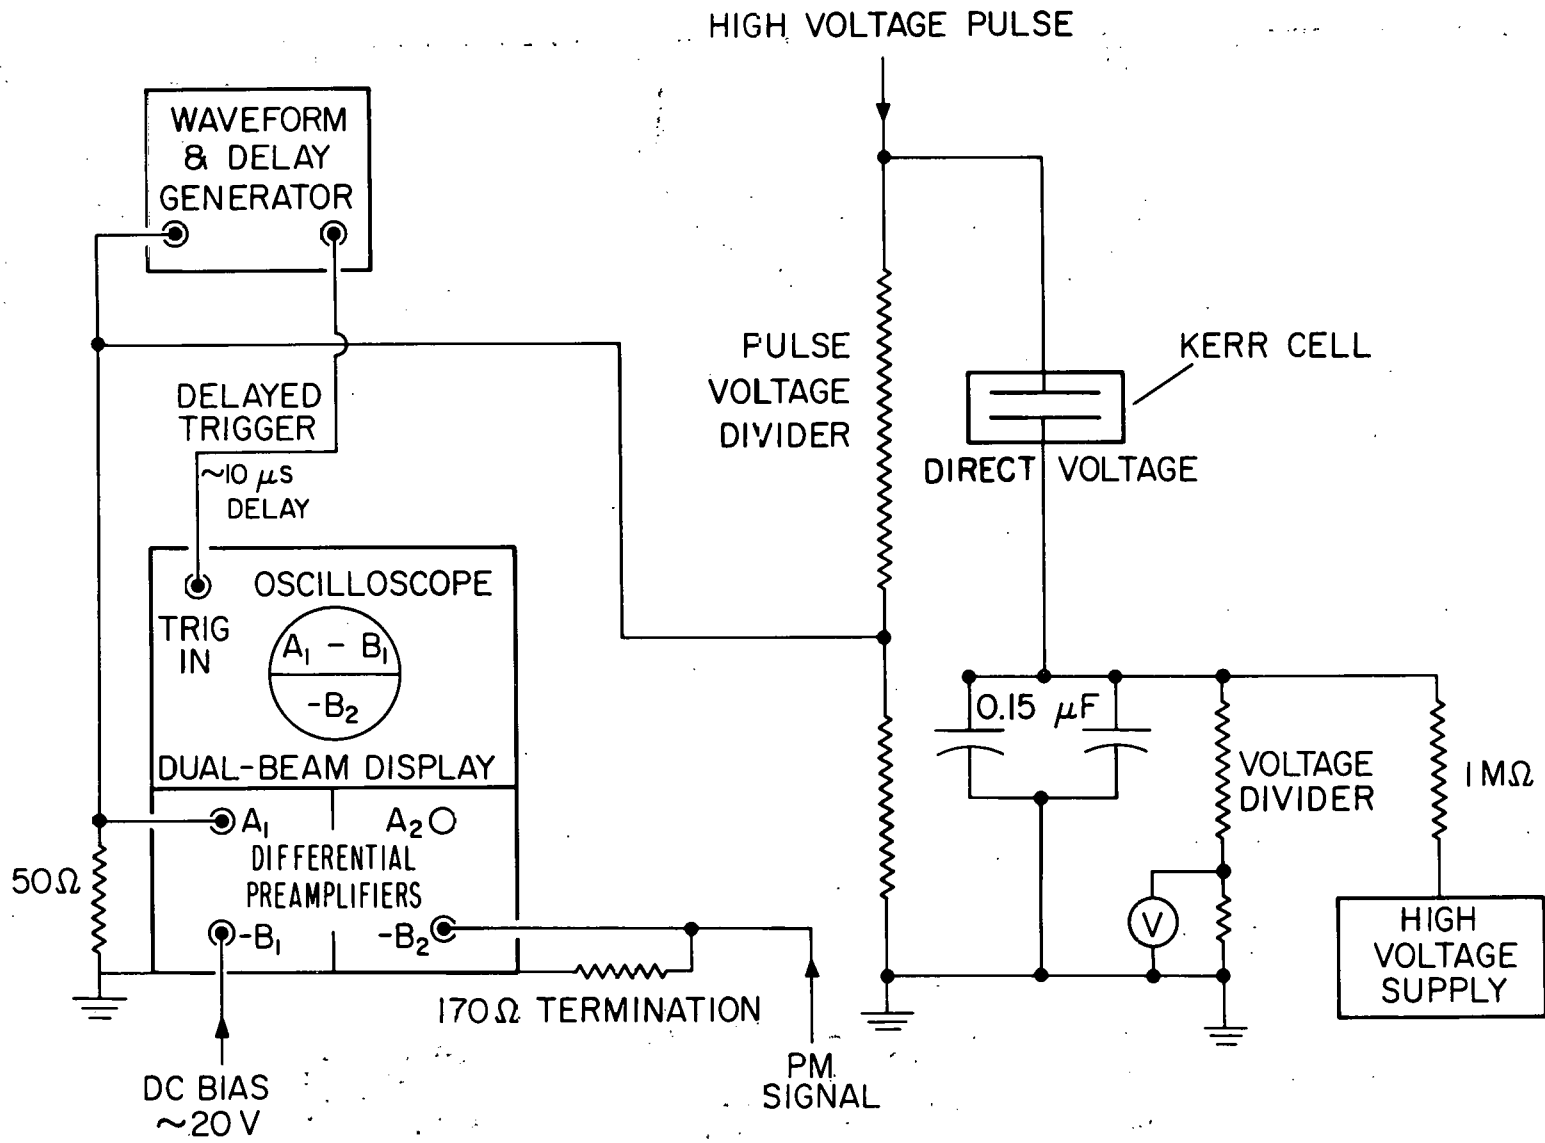 HIGH VOLTAGE PULSE
WAVEFORM
& DELAY
GENERATOR
DELAYED
TRIGGER
~10 μs
DELAY
PULSE
VOLTAGE
DIVIDER
KERR CELL
DIRECT VOLTAGE
OSCILLOSCOPE
TRIG
IN
A₁ - B₁
-B₂
DUAL-BEAM DISPLAY
A₁
A₂
DIFFERENTIAL
PREAMPLIFIERS
-B₁
-B₂
50Ω
170Ω TERMINATION
DC BIAS
~20 V
PM
SIGNAL
0.15 μF
VOLTAGE
DIVIDER
V
1 MΩ
HIGH
VOLTAGE
SUPPLY